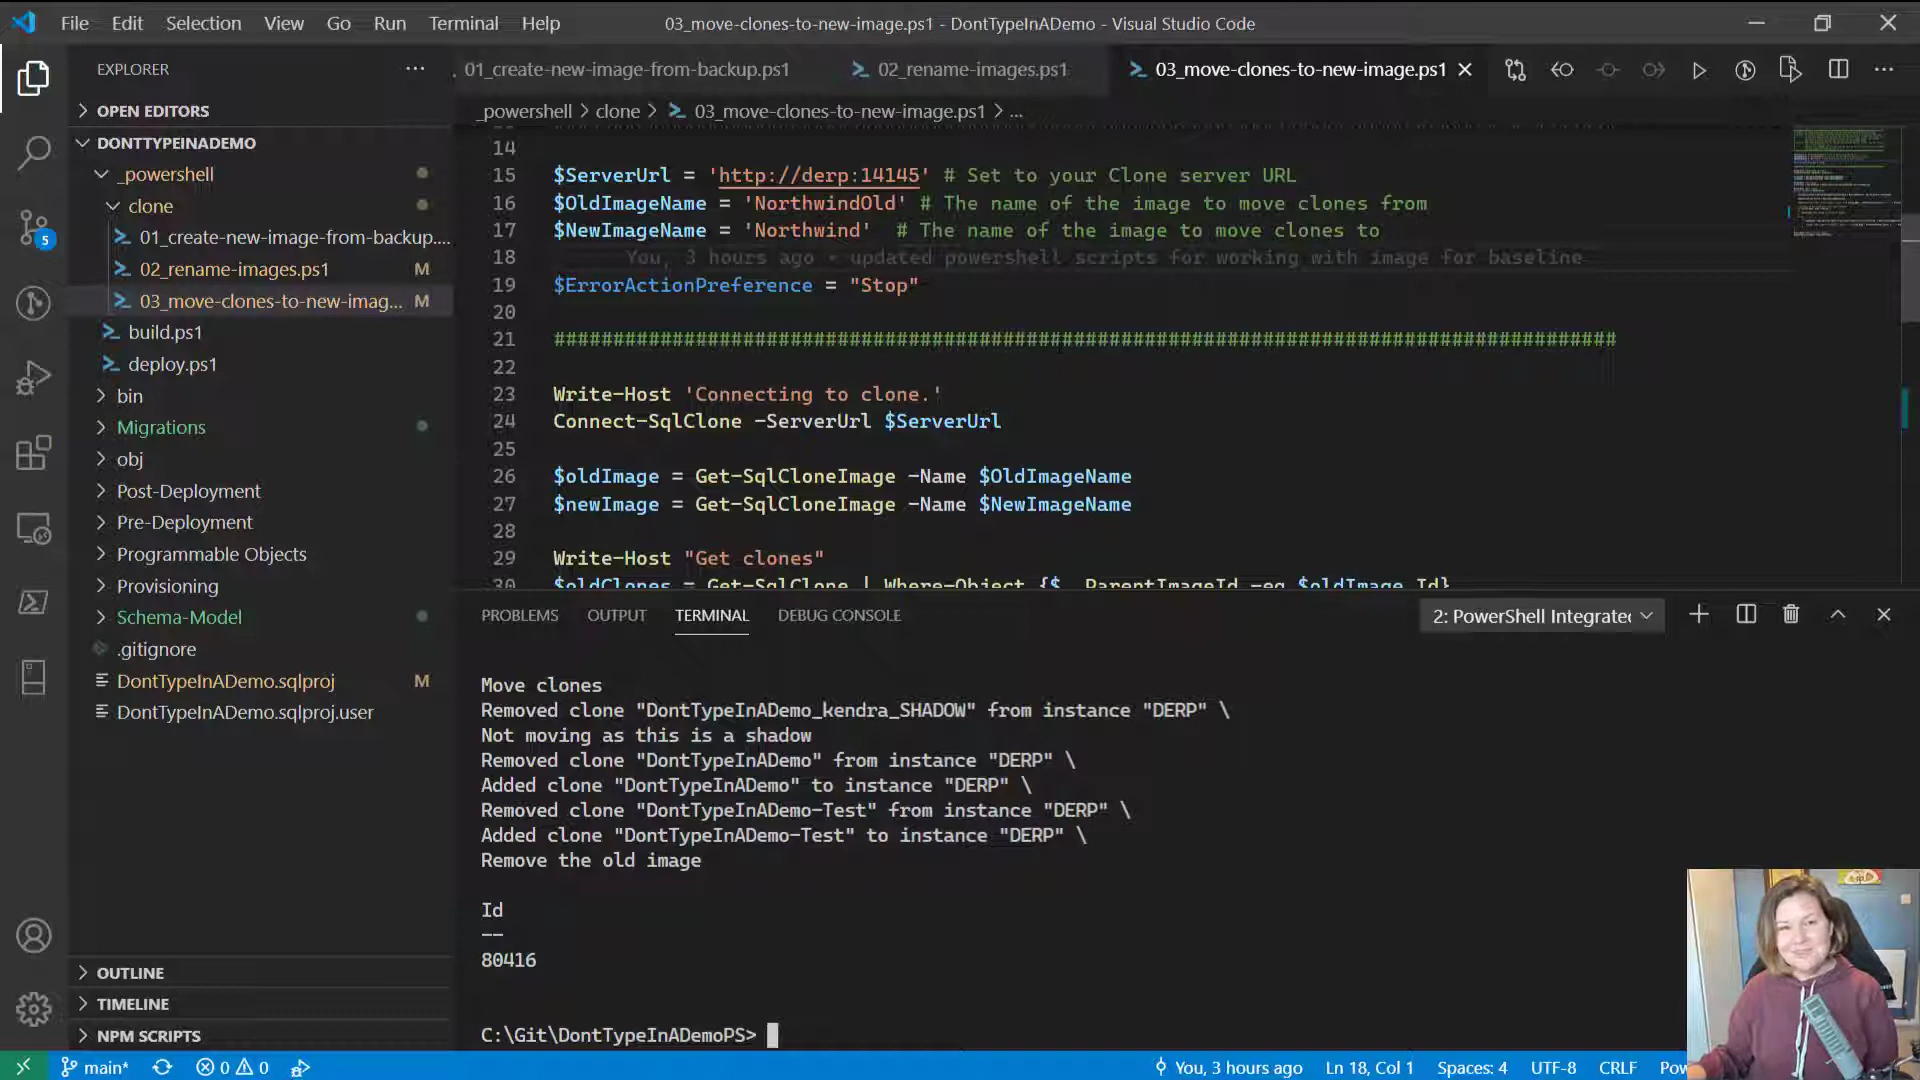 File Edit Selection View Go Run Terminal Help
03_move-clones-to-new-image.ps1 - DontTypeInADemo - Visual Studio Code
EXPLORER
OPEN EDITORS
DONTTYPEINADEMO
_powershell
clone
01_create-new-image-from-backup....
02_rename-images.ps1 M
03_move-clones-to-new-imag... M
build.ps1
deploy.ps1
bin
Migrations
obj
Post-Deployment
Pre-Deployment
Programmable Objects
Provisioning
Schema-Model
.gitignore
DontTypeInADemo.sqlproj M
DontTypeInADemo.sqlproj.user
OUTLINE
TIMELINE
NPM SCRIPTS
5
01_create-new-image-from-backup.ps1 02_rename-images.ps1 03_move-clones-to-new-image.ps1
_powershell > clone > 03_move-clones-to-new-image.ps1 > ...
14
15 $ServerUrl = 'http://derp:14145' # Set to your Clone server URL
16 $OldImageName = 'NorthwindOld' # The name of the image to move clones from
17 $NewImageName = 'Northwind' # The name of the image to move clones to
18 You, 3 hours ago • updated powershell scripts for working with image for baseline
19 $ErrorActionPreference = "Stop"
20
21 ##########################################################################################
22
23 Write-Host 'Connecting to clone.'
24 Connect-SqlClone -ServerUrl $ServerUrl
25
26 $oldImage = Get-SqlCloneImage -Name $OldImageName
27 $newImage = Get-SqlCloneImage -Name $NewImageName
28
29 Write-Host "Get clones"
30 $oldClones = Get-SqlClone | Where-Object {$_.ParentImageId -eq $oldImage.Id}
PROBLEMS OUTPUT TERMINAL DEBUG CONSOLE
2: PowerShell Integrated
Move clones
Removed clone "DontTypeInADemo_kendra_SHADOW" from instance "DERP" \
Not moving as this is a shadow
Removed clone "DontTypeInADemo" from instance "DERP" \
Added clone "DontTypeInADemo" to instance "DERP" \
Removed clone "DontTypeInADemo-Test" from instance "DERP" \
Added clone "DontTypeInADemo-Test" to instance "DERP" \
Remove the old image
Id
--
80416
C:\Git\DontTypeInADemoPS>
main* 0 0 You, 3 hours ago Ln 18, Col 1 Spaces: 4 UTF-8 CRLF Pow